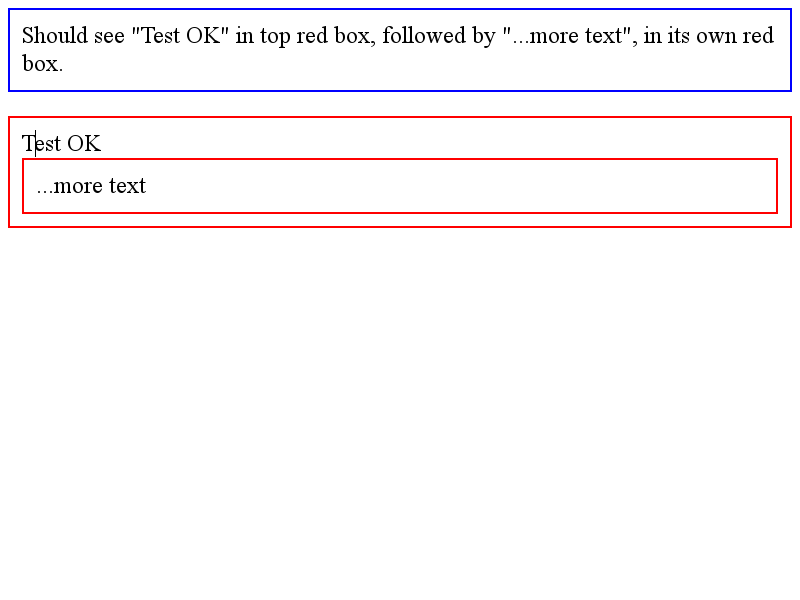 Should see "Test OK" in top red box, followed by "...more text", in its own red
box.
Test OK
...more text